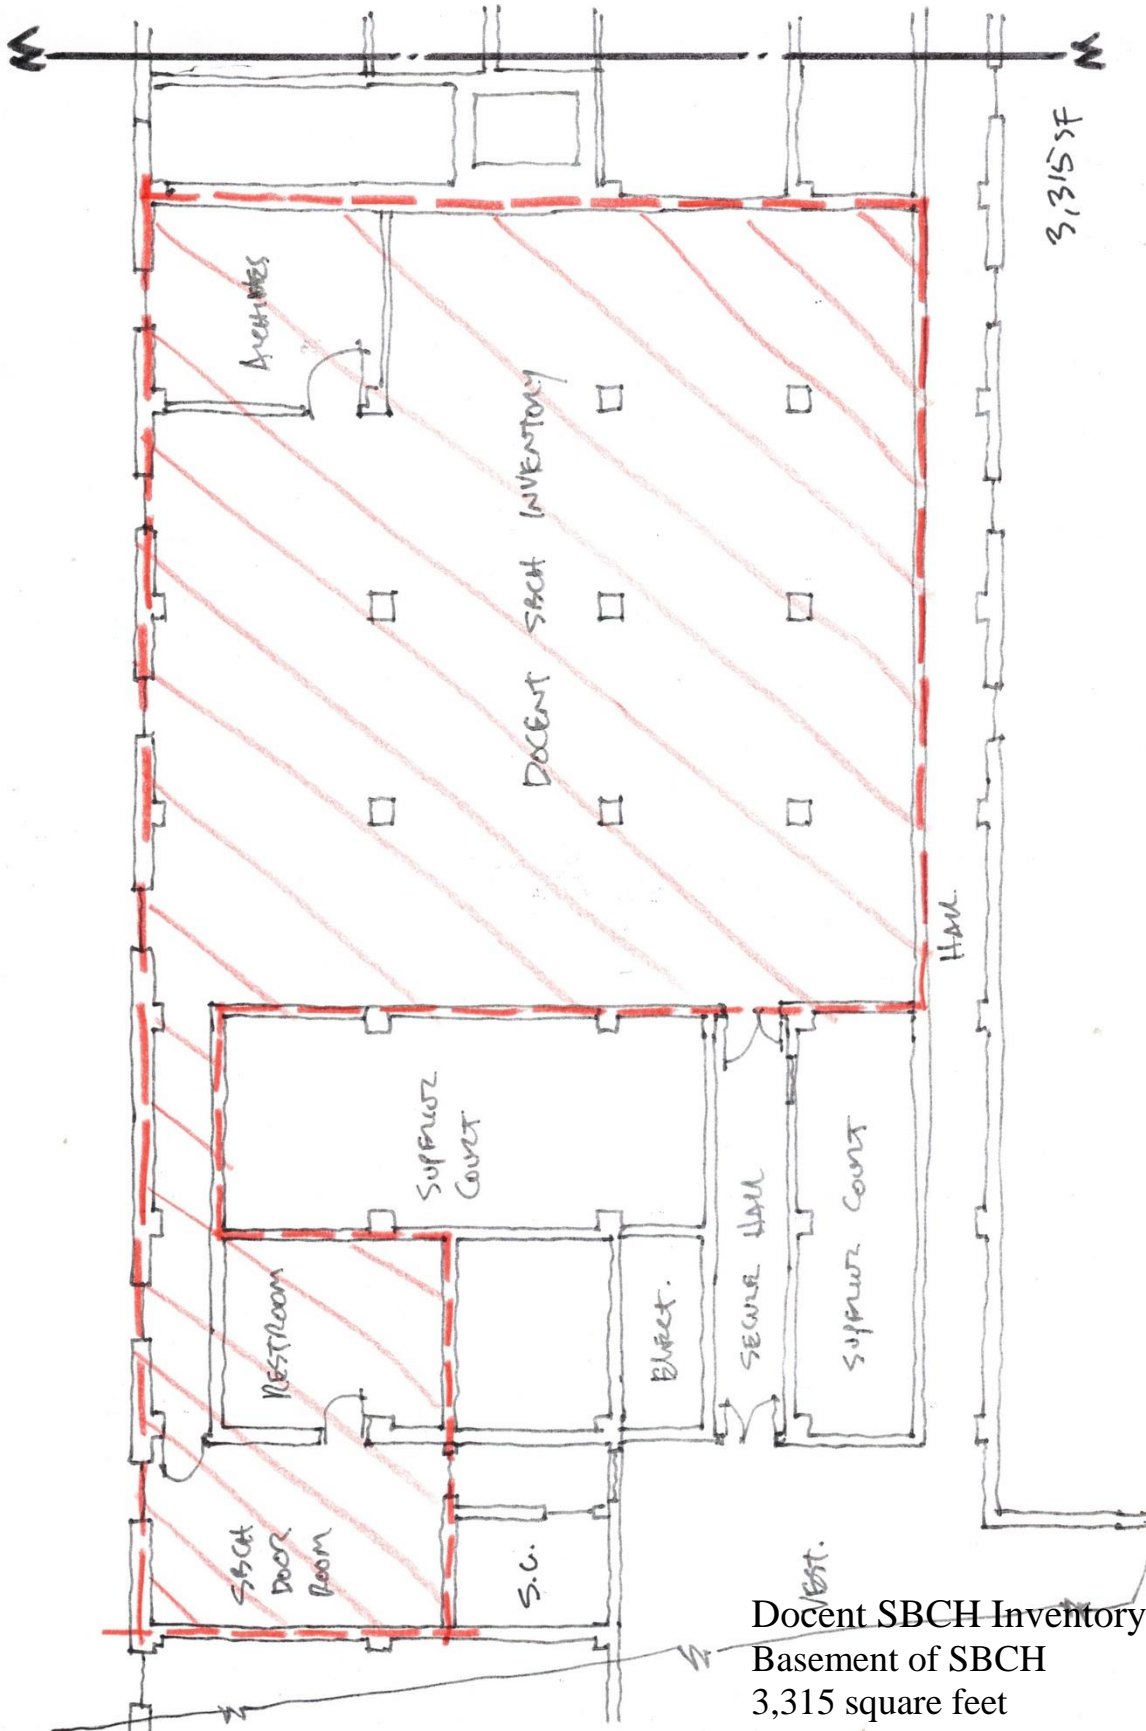 3,315 SF
ARCHIVES
DOCENT SBCH INVENTORY
HALL
SUPERIOR
COURT
SECURE HALL
SUPERIOR COURT
RESTROOM
ELECT.
SBCH
DOOR
ROOM
S.C.
VEST.
Docent SBCH Inventory
Basement of SBCH
3,315 square feet